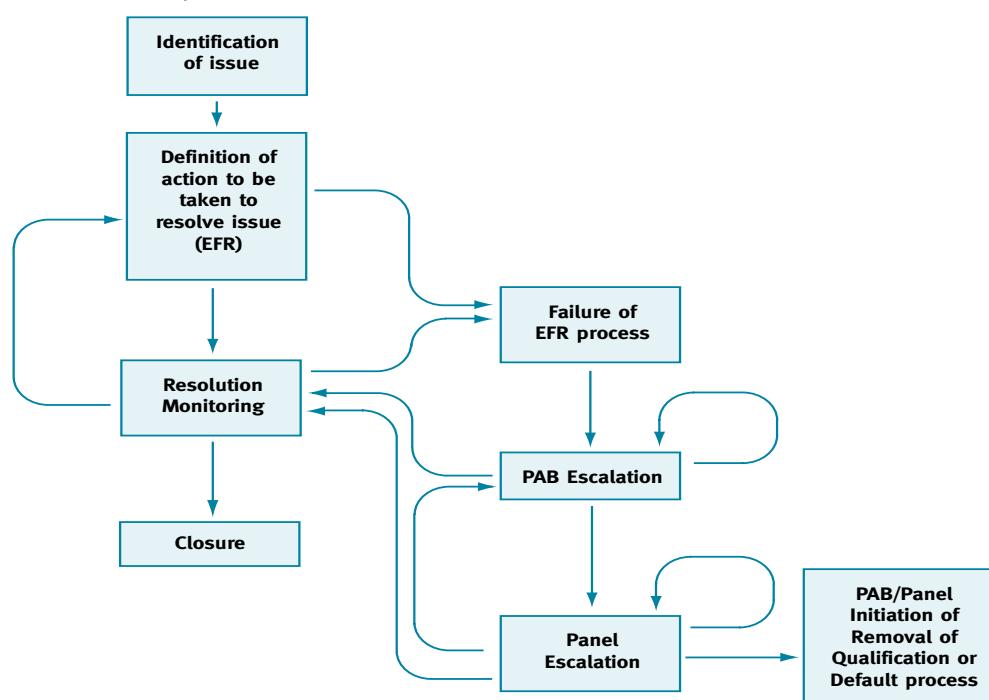 Identification
of issue
Definition of
action to be
taken to
resolve issue
(EFR)
Failure of
EFR process
Resolution
Monitoring
PAB Escalation
Closure
Panel
Escalation
PAB/Panel
Initiation of
Removal of
Qualification or
Default process